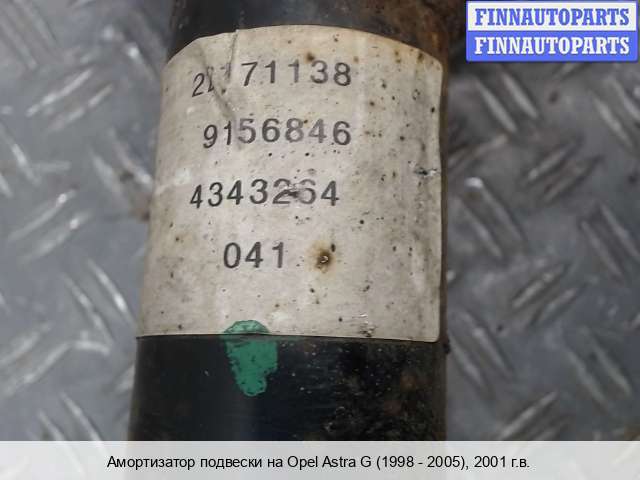 FINNAUTOPARTS
FINNAUTOPARTS
9156846
4343264
041
Амортизатор подвески на Opel Astra G (1998 - 2005), 2001 г.в.